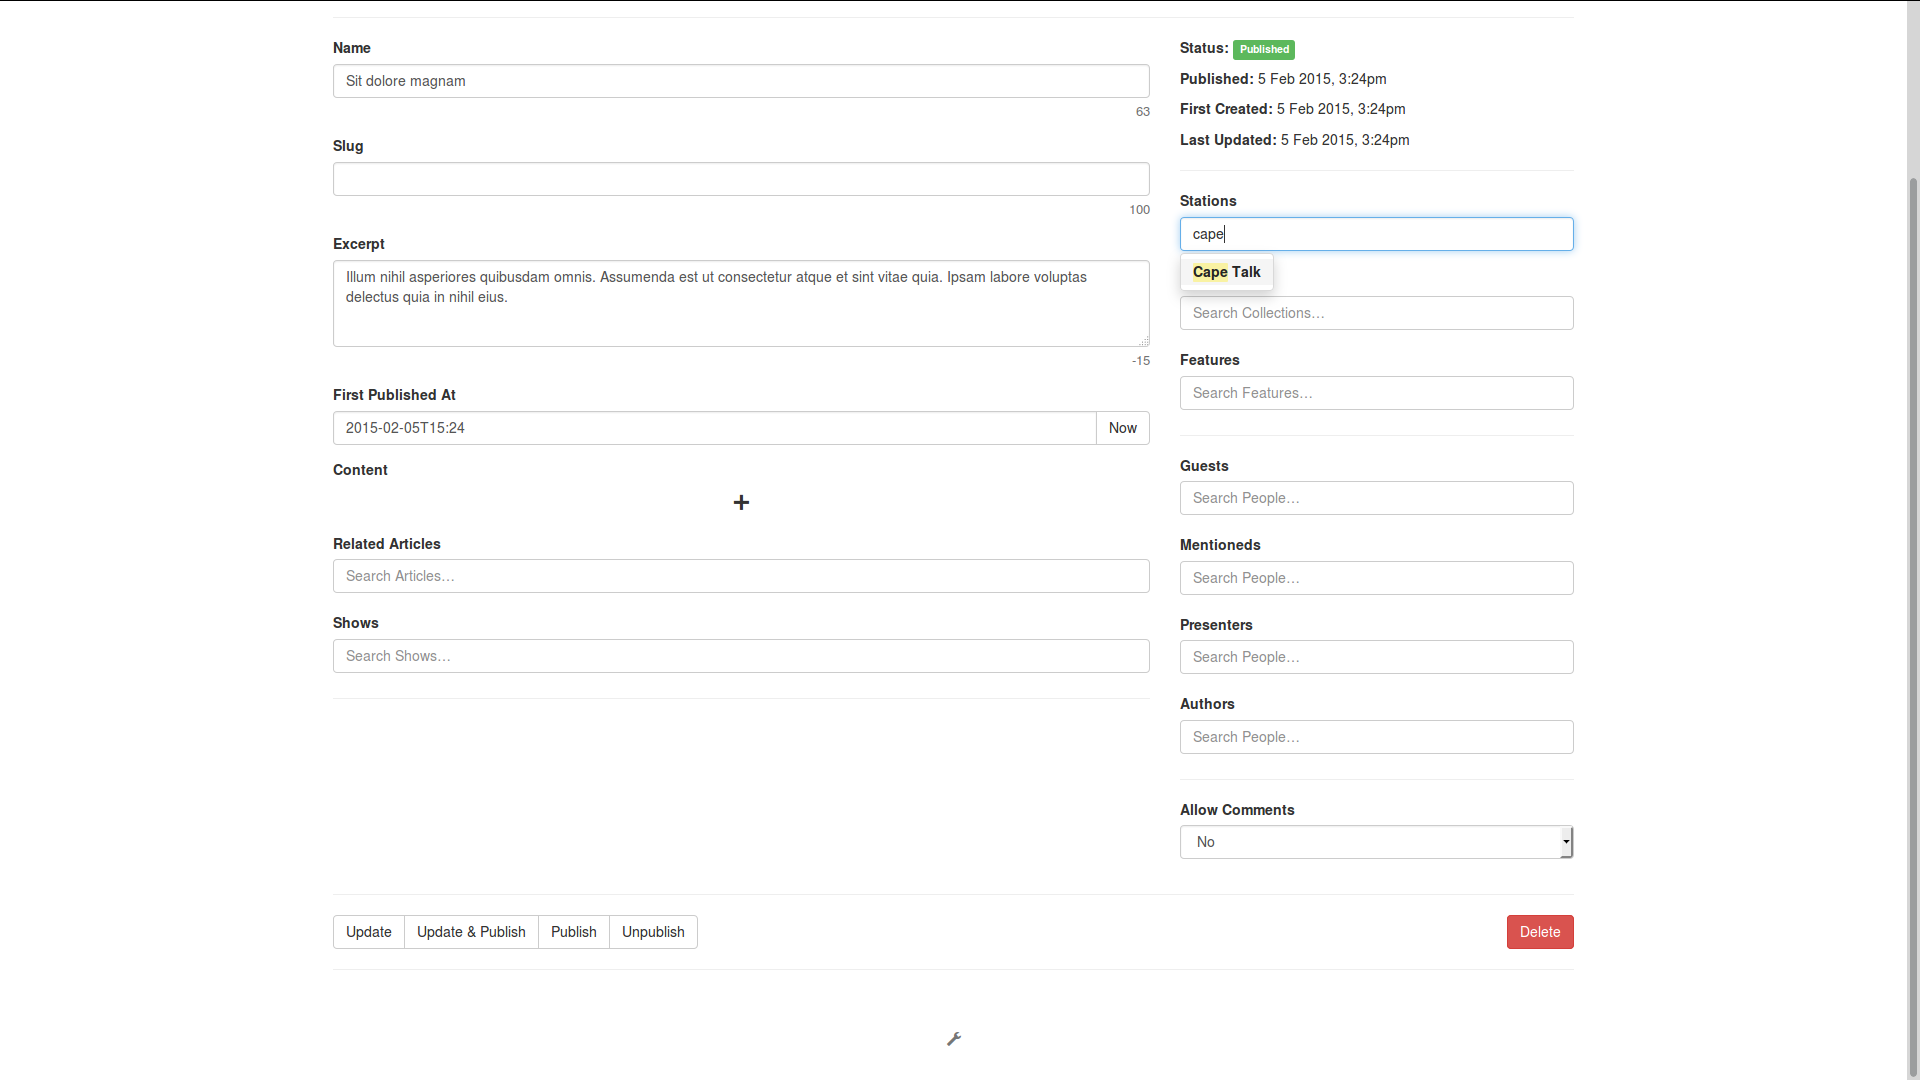 Name
Sit dolore magnam
63
Slug
100
Excerpt
Illum nihil asperiores quibusdam omnis. Assumenda est ut consectetur atque et sint vitae quia. Ipsam labore voluptas
delectus quia in nihil eius.
-15
First Published At
2015-02-05T15:24
Now
Content
Related Articles
Search Articles…
Shows
Search Shows…
Status: Published
Published: 5 Feb 2015, 3:24pm
First Created: 5 Feb 2015, 3:24pm
Last Updated: 5 Feb 2015, 3:24pm
Stations
cape
Cape Talk
Search Collections…
Features
Search Features…
Guests
Search People…
Mentioneds
Search People…
Presenters
Search People…
Authors
Search People…
Allow Comments
No
Update
Update & Publish
Publish
Unpublish
Delete